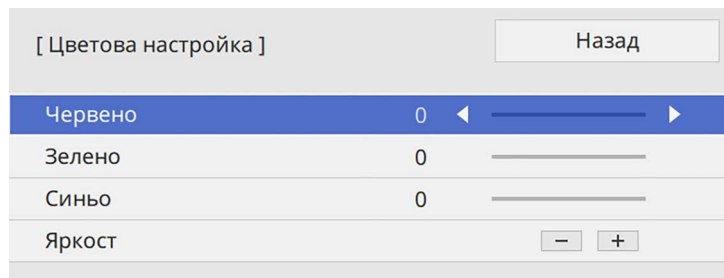 [ Цветова настройка ]
Назад
Червено 0
Зелено 0
Синьо 0
Яркост − +